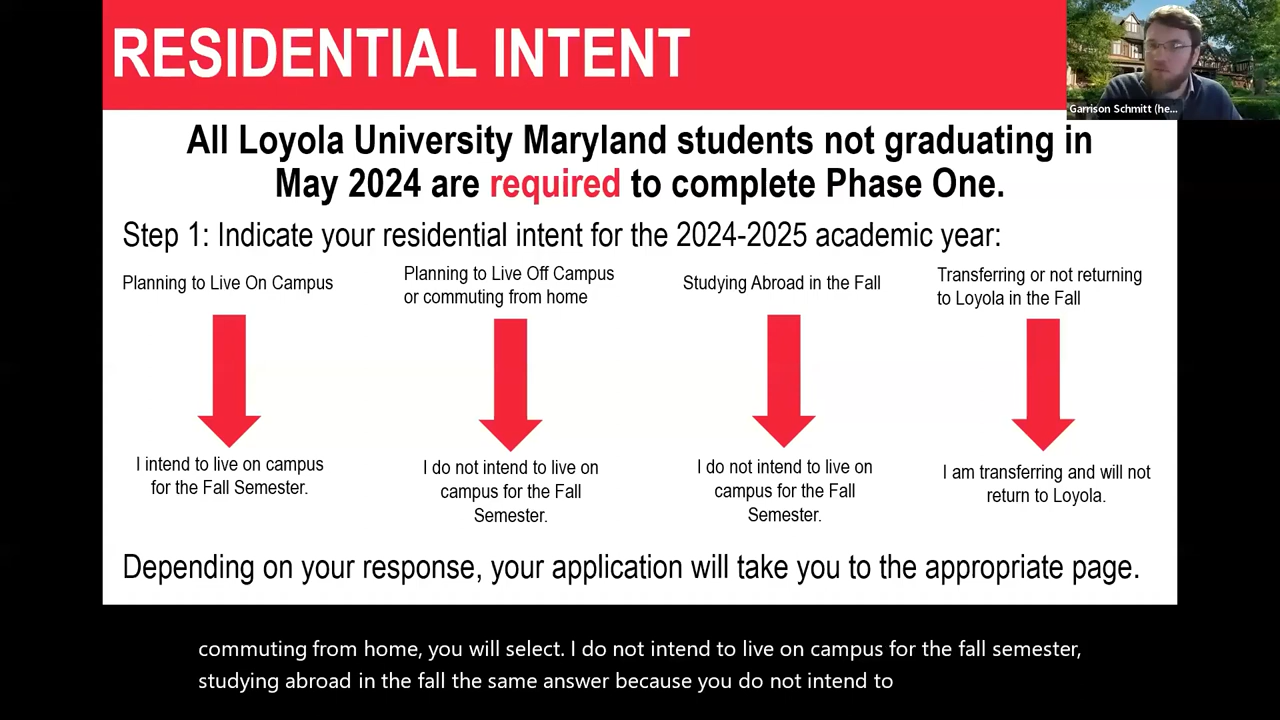 RESIDENTIAL INTENT
Garrison Schmitt (he...
All Loyola University Maryland students not graduating in
May 2024 are required to complete Phase One.
Step 1: Indicate your residential intent for the 2024-2025 academic year:
Planning to Live On Campus
Planning to Live Off Campus
or commuting from home
Studying Abroad in the Fall
Transferring or not returning
to Loyola in the Fall
I intend to live on campus
for the Fall Semester.
I do not intend to live on
campus for the Fall
Semester.
I do not intend to live on
campus for the Fall
Semester.
I am transferring and will not
return to Loyola.
Depending on your response, your application will take you to the appropriate page.
commuting from home, you will select. I do not intend to live on campus for the fall semester,
studying abroad in the fall the same answer because you do not intend to